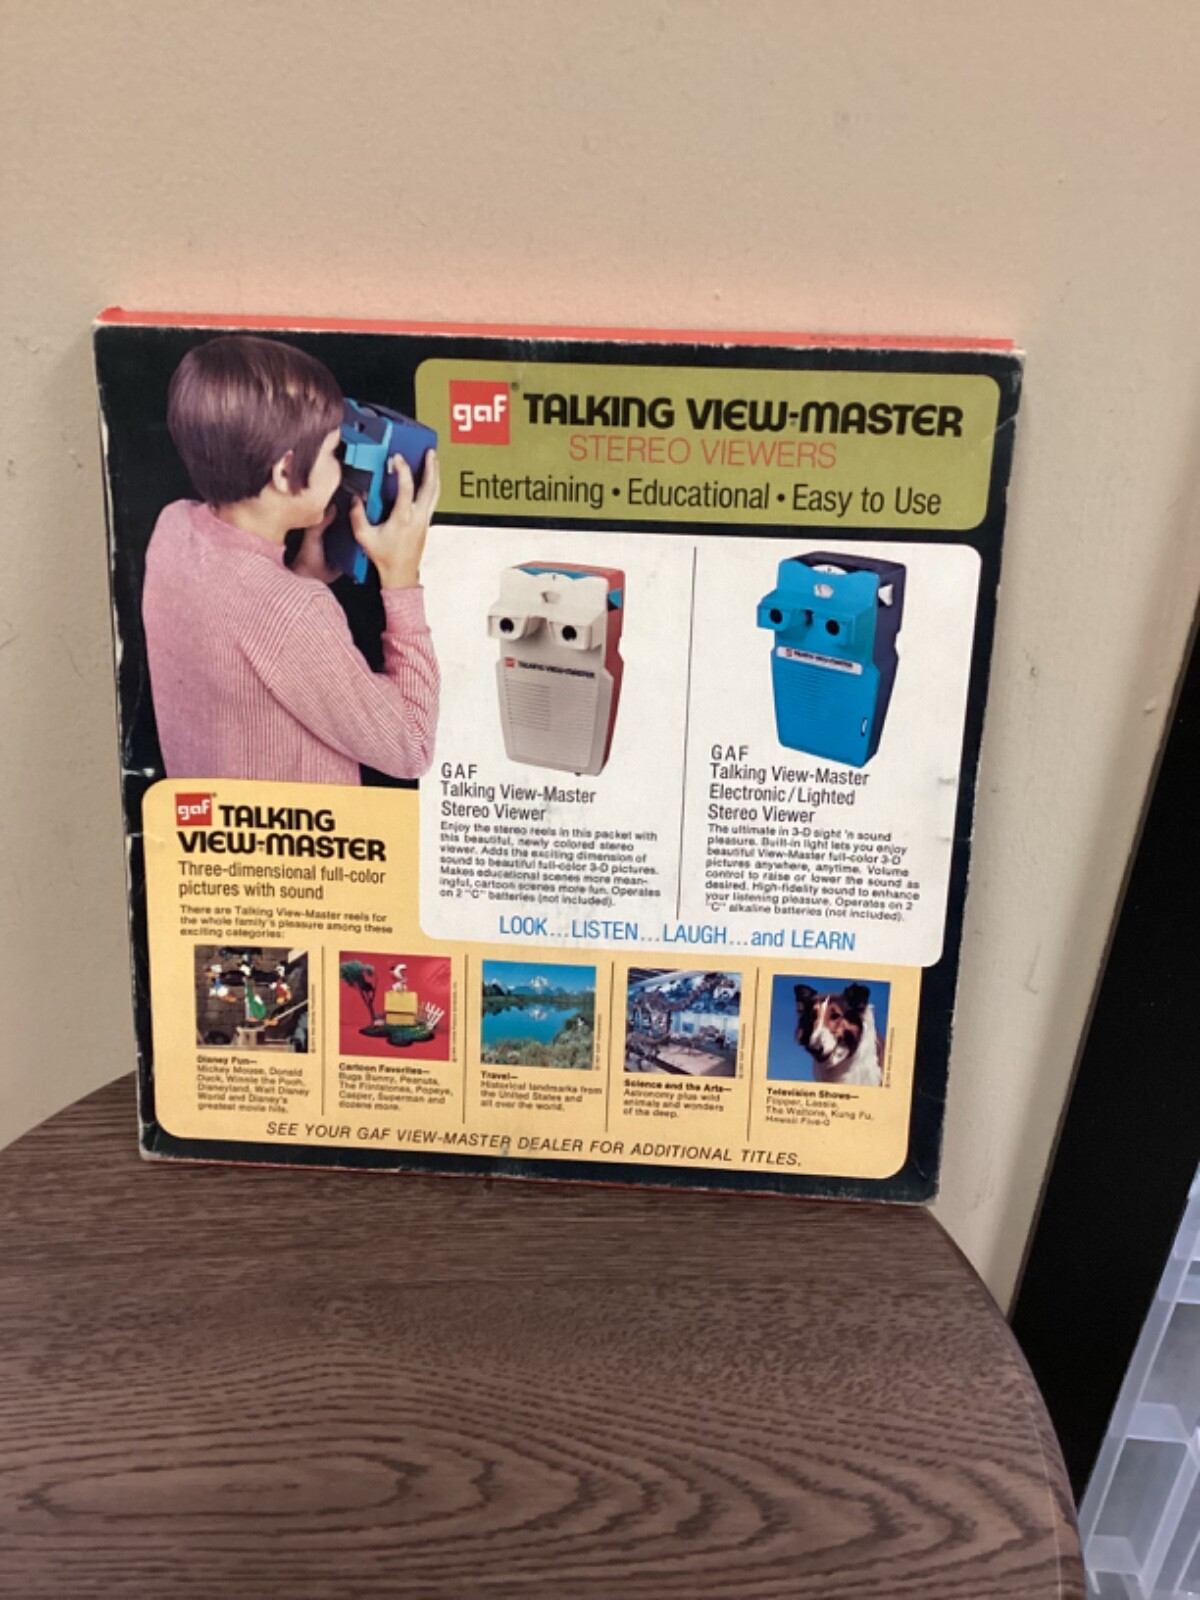 gaf® TALKING VIEW-MASTER
STEREO VIEWERS
Entertaining • Educational • Easy to Use
TALKING VIEW-MASTER
GAF
Talking View-Master
Stereo Viewer
Enjoy the stereo reels in this packet with
this beautiful, newly colored stereo
viewer. Adds the exciting dimension of
sound to beautiful full-color 3-D pictures.
Makes educational scenes more mean-
ingful, cartoon scenes more fun. Operates
on 2 "C" batteries (not included).
TALKING VIEW-MASTER
GAF
Talking View-Master
Electronic/Lighted
Stereo Viewer
The ultimate in 3-D sight 'n sound
pleasure. Built-in light lets you enjoy
beautiful View-Master full-color 3-D
pictures anywhere, anytime. Volume
control to raise or lower the sound as
desired. High-fidelity sound to enhance
your listening pleasure. Operates on 2
"C" alkaline batteries (not included).
LOOK...LISTEN...LAUGH...and LEARN
gaf® TALKING
VIEW-MASTER
Three-dimensional full-color
pictures with sound
There are Talking View-Master reels for
the whole family's pleasure among these
exciting categories:
Disney Fun—
Mickey Mouse, Donald
Duck, Winnie the Pooh,
Disneyland, Walt Disney
World and Disney's
greatest movie hits.
Cartoon Favorites—
Bugs Bunny, Peanuts,
The Flintstones, Popeye,
Casper, Superman and
dozens more.
Travel—
Historical landmarks from
the United States and
all over the world.
Science and the Arts—
Astronomy plus wild
animals and wonders
of the deep.
Television Shows—
Flipper, Lassie,
The Waltons, Kung Fu,
Hawaii Five-0
SEE YOUR GAF VIEW-MASTER DEALER FOR ADDITIONAL TITLES.